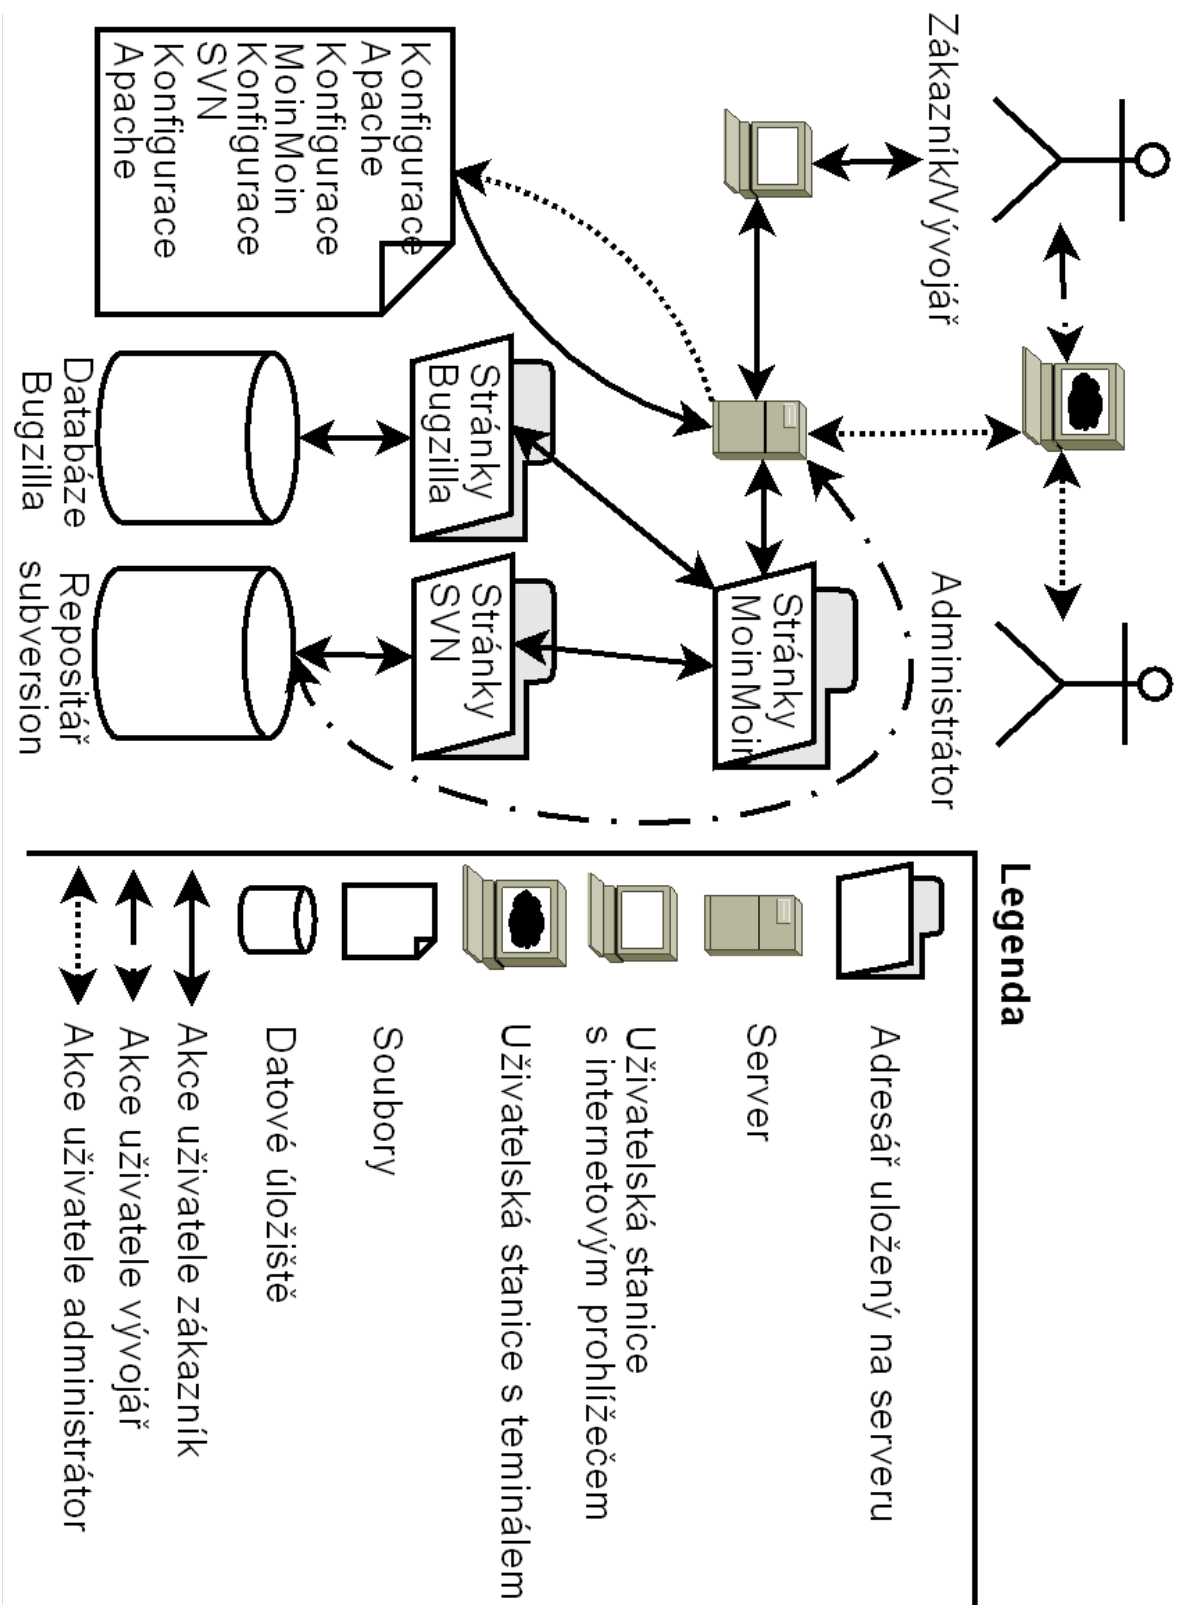 Zákazník/Vývojář
Administrátor
Konfigurace
Apache
Konfigurace
MoinMoin
Konfigurace
SVN
Konfigurace
Apache
Stránky
MoinMoin
Stránky
Bugzilla
Stránky
SVN
Databáze
Bugzilla
Repositář
subversion
Legenda
Adresář uložený na serveru
Server
Uživatelská stanice
s internetovým prohlížečem
Uživatelská stanice s teminálem
Soubory
Datové úložiště
Akce uživatele zákazník
Akce uživatele vývojář
Akce uživatele administrátor